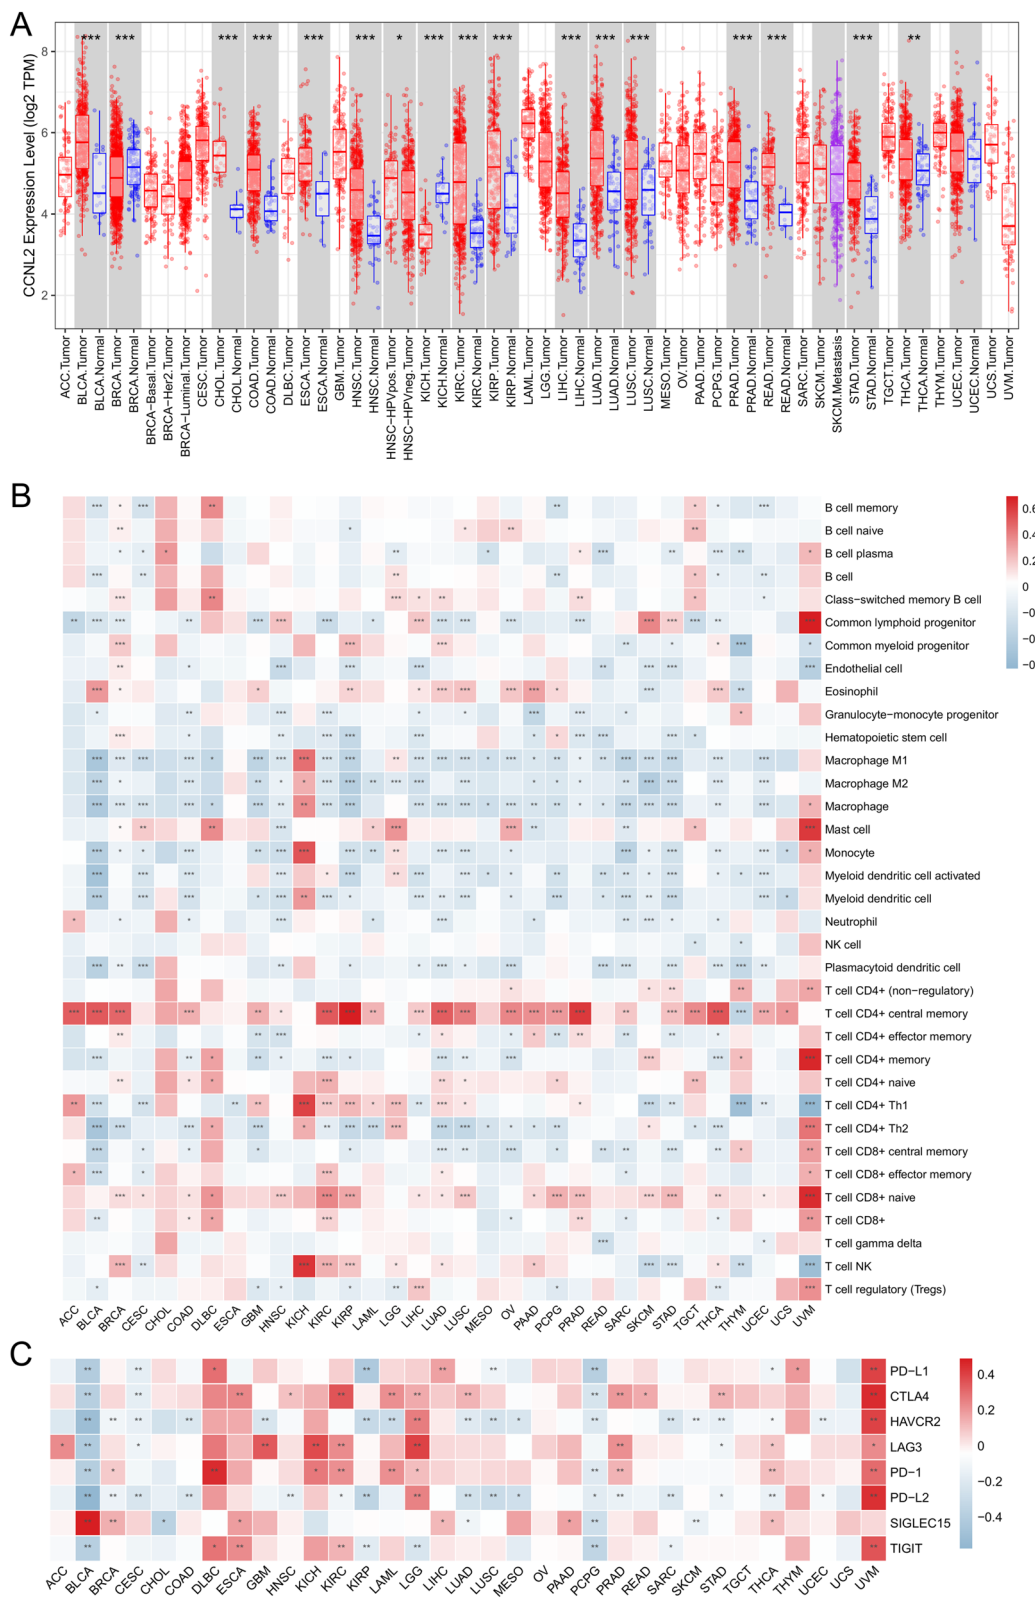 A
*** *** *** *** *** *** * *** *** *** *** *** *** *** *** *** **
CCNL2 Expression Level (log2 TPM)
8
6
4
2
ACC.Tumor
BLCA.Tumor
BLCA.Normal
BRCA.Tumor
BRCA.Normal
BRCA-Basal.Tumor
BRCA-Her2.Tumor
BRCA-Luminal.Tumor
CESC.Tumor
CHOL.Tumor
CHOL.Normal
COAD.Tumor
COAD.Normal
DLBC.Tumor
ESCA.Tumor
ESCA.Normal
GBM.Tumor
HNSC.Tumor
HNSC.Normal
HNSC-HPVpos.Tumor
HNSC-HPVneg.Tumor
KICH.Tumor
KICH.Normal
KIRC.Tumor
KIRC.Normal
KIRP.Tumor
KIRP.Normal
LAML.Tumor
LGG.Tumor
LIHC.Tumor
LIHC.Normal
LUAD.Tumor
LUAD.Normal
LUSC.Tumor
LUSC.Normal
MESO.Tumor
OV.Tumor
PAAD.Tumor
PCPG.Tumor
PRAD.Tumor
PRAD.Normal
READ.Tumor
READ.Normal
SARC.Tumor
SKCM.Tumor
SKCM.Metastasis
STAD.Tumor
STAD.Normal
TGCT.Tumor
THCA.Tumor
THCA.Normal
THYM.Tumor
UCEC.Tumor
UCEC.Normal
UCS.Tumor
UVM.Tumor
B
B cell memory
B cell naive
B cell plasma
B cell
Class-switched memory B cell
Common lymphoid progenitor
Common myeloid progenitor
Endothelial cell
Eosinophil
Granulocyte-monocyte progenitor
Hematopoietic stem cell
Macrophage M1
Macrophage M2
Macrophage
Mast cell
Monocyte
Myeloid dendritic cell activated
Myeloid dendritic cell
Neutrophil
NK cell
Plasmacytoid dendritic cell
T cell CD4+ (non-regulatory)
T cell CD4+ central memory
T cell CD4+ effector memory
T cell CD4+ memory
T cell CD4+ naive
T cell CD4+ Th1
T cell CD4+ Th2
T cell CD8+ central memory
T cell CD8+ effector memory
T cell CD8+ naive
T cell CD8+
T cell gamma delta
T cell NK
T cell regulatory (Tregs)
ACC BLCA BRCA CESC CHOL COAD DLBC ESCA GBM HNSC KICH KIRC KIRP LAML LGG LIHC LUAD LUSC MESO OV PAAD PCPG PRAD READ SARC SKCM STAD TGCT THCA THYM UCEC UCS UVM
C
PD-L1
CTLA4
HAVCR2
LAG3
PD-1
PD-L2
SIGLEC15
TIGIT
0.4
0.2
0
-0.2
-0.4
ACC BLCA BRCA CESC CHOL COAD DLBC ESCA GBM HNSC KICH KIRC KIRP LAML LGG LIHC LUAD LUSC MESO OV PAAD PCPG PRAD READ SARC SKCM STAD TGCT THCA THYM UCEC UCS UVM